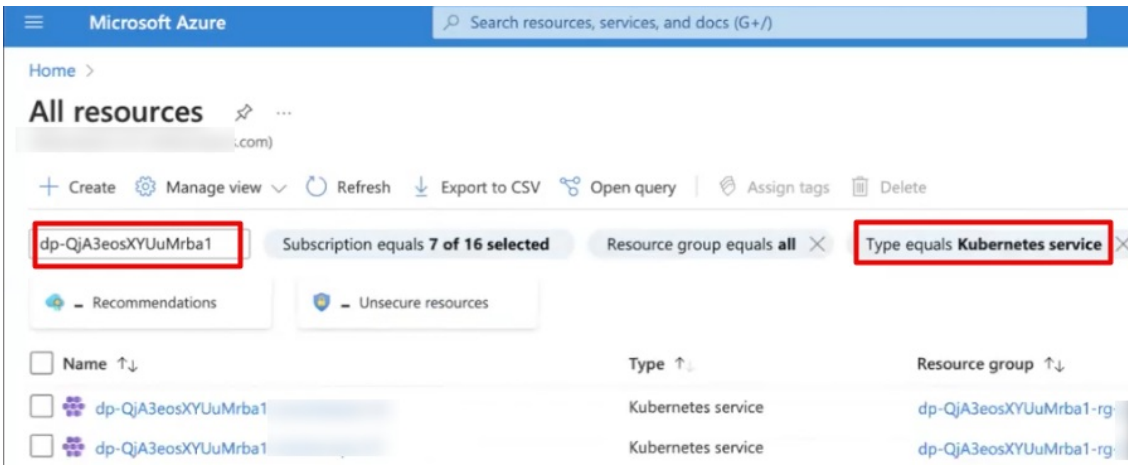 Microsoft Azure
Search resources, services, and docs (G+/)
Home >
All resources
.com)
Create Manage view Refresh Export to CSV Open query Assign tags Delete
dp-QjA3eosXYUuMrba1 Subscription equals 7 of 16 selected Resource group equals all Type equals Kubernetes service
– Recommendations – Unsecure resources
Name ↑↓ Type ↑↓ Resource group ↑↓
dp-QjA3eosXYUuMrba1 Kubernetes service dp-QjA3eosXYUuMrba1-rg-
dp-QjA3eosXYUuMrba1 Kubernetes service dp-QjA3eosXYUuMrba1-rg-